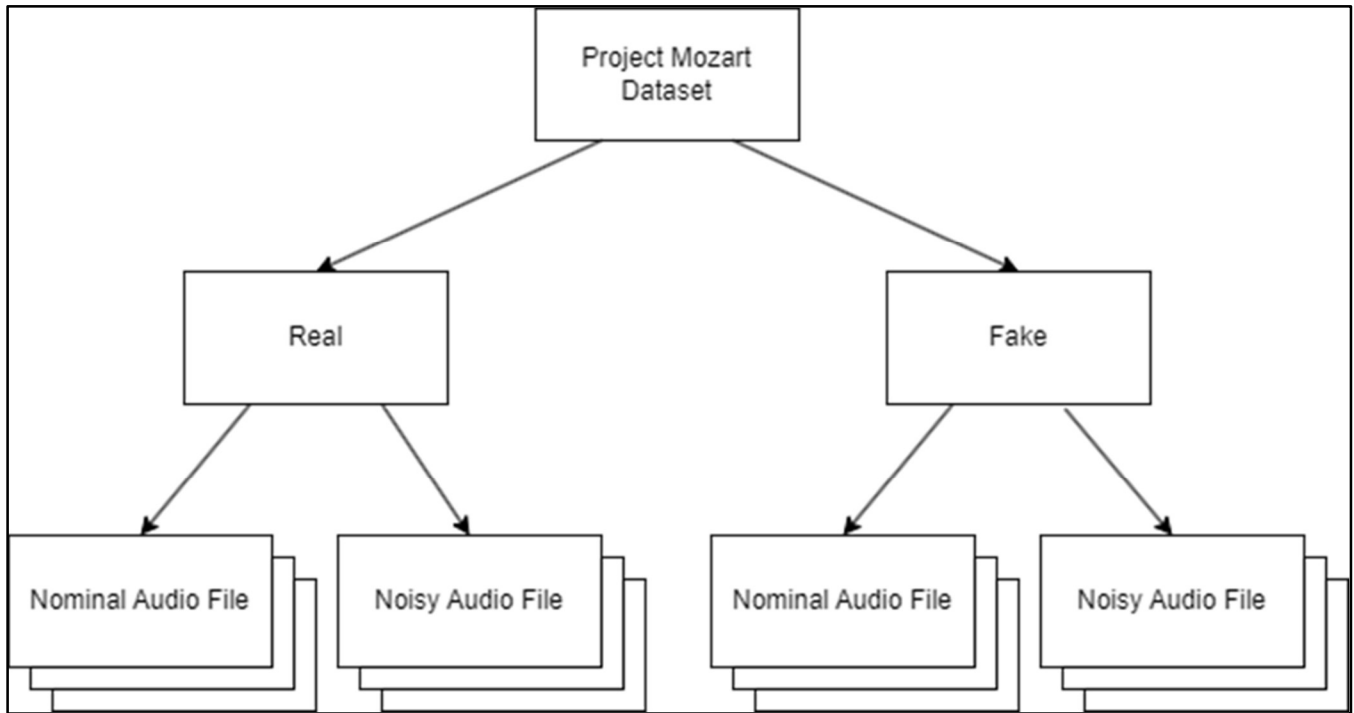 Project Mozart
Dataset
Real
Fake
Nominal Audio File
Noisy Audio File
Nominal Audio File
Noisy Audio File